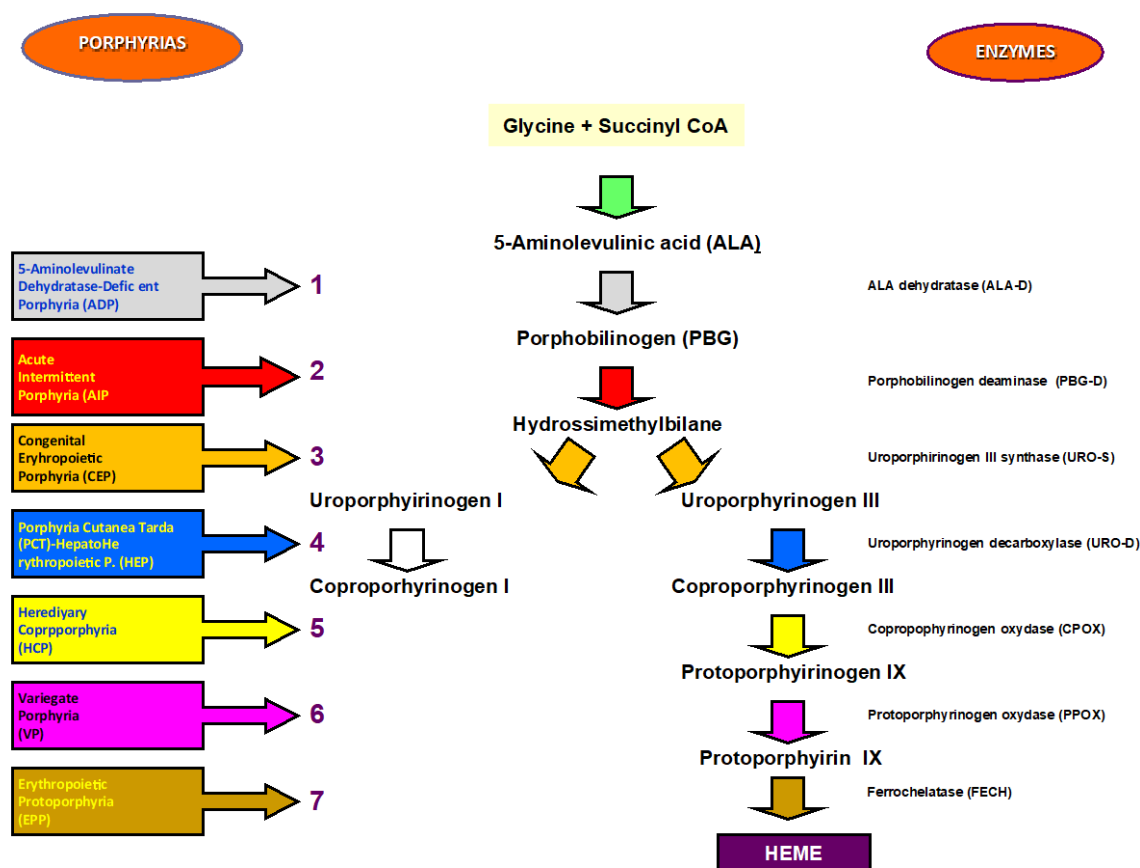 PORPHYRIAS
ENZYMES
Glycine + Succinyl CoA
5-Aminolevulinic acid (ALA)
5-Aminolevulinate
Dehydratase-Defic ent
Porphyria (ADP)
1
ALA dehydratase (ALA-D)
Porphobilinogen (PBG)
Acute
Intermittent
Porphyria (AIP
2
Porphobilinogen deaminase (PBG-D)
Hydrossimethylbilane
Congenital
Eryhropoietic
Porphyria (CEP)
3
Uroporphirinogen III synthase (URO-S)
Uroporphyirinogen I
Uroporphyrinogen III
Porphyria Cutanea Tarda
(PCT)-HepatoHe
rythropoietic P. (HEP)
4
Uroporphyrinogen decarboxylase (URO-D)
Coproporhyrinogen I
Coproporphyrinogen III
Herediyary
Coprpporphyria
(HCP)
5
Copropophyrinogen oxydase (CPOX)
Protoporphyirinogen IX
Variegate
Porphyria
(VP)
6
Protoporphyrinogen oxydase (PPOX)
Protoporphyirin IX
Erythropoietic
Protoporphyria
(EPP)
7
Ferrochelatase (FECH)
HEME